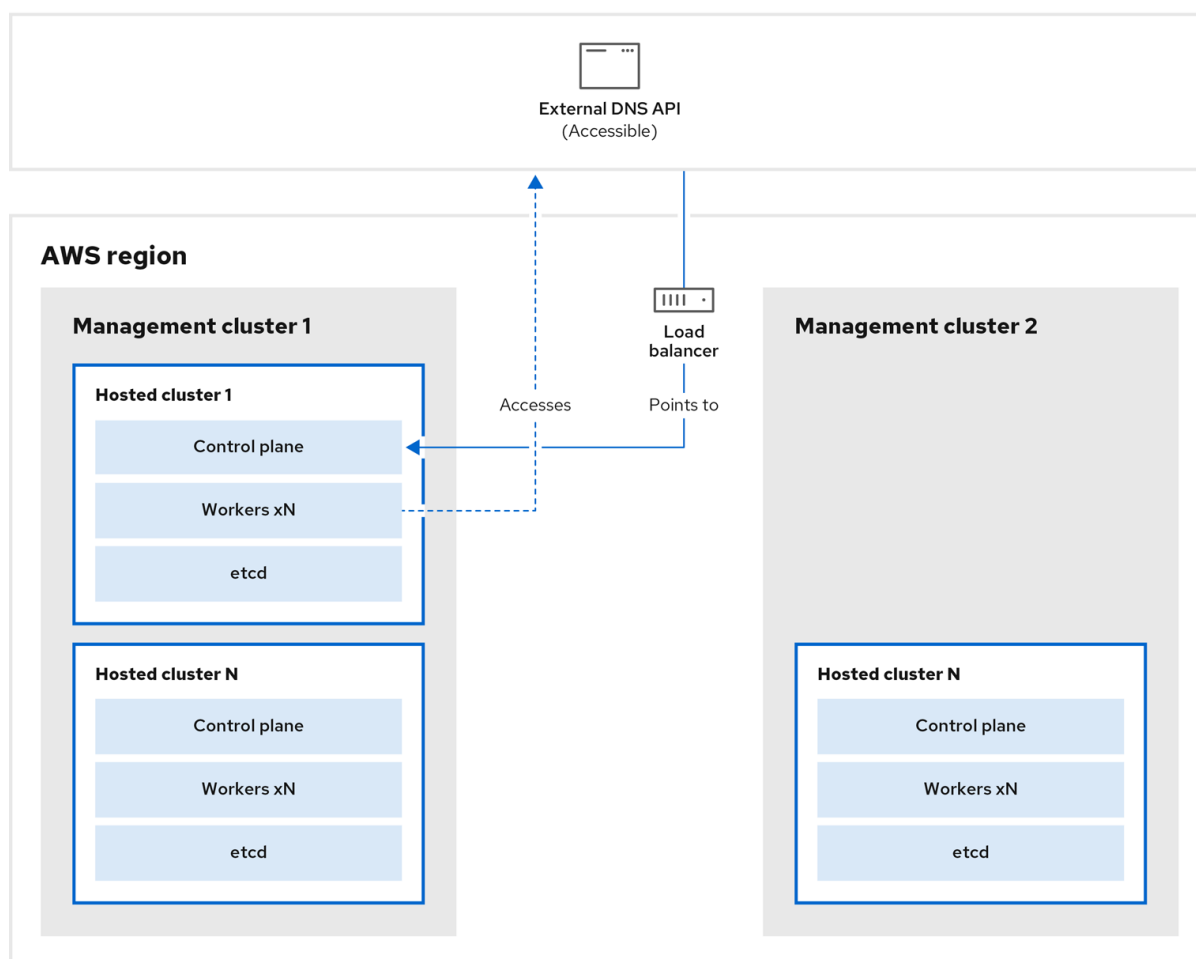 External DNS API
(Accessible)
AWS region
Management cluster 1
Hosted cluster 1
Control plane
Workers xN
etcd
Hosted cluster N
Control plane
Workers xN
etcd
Accesses
Load
balancer
Points to
Management cluster 2
Hosted cluster N
Control plane
Workers xN
etcd